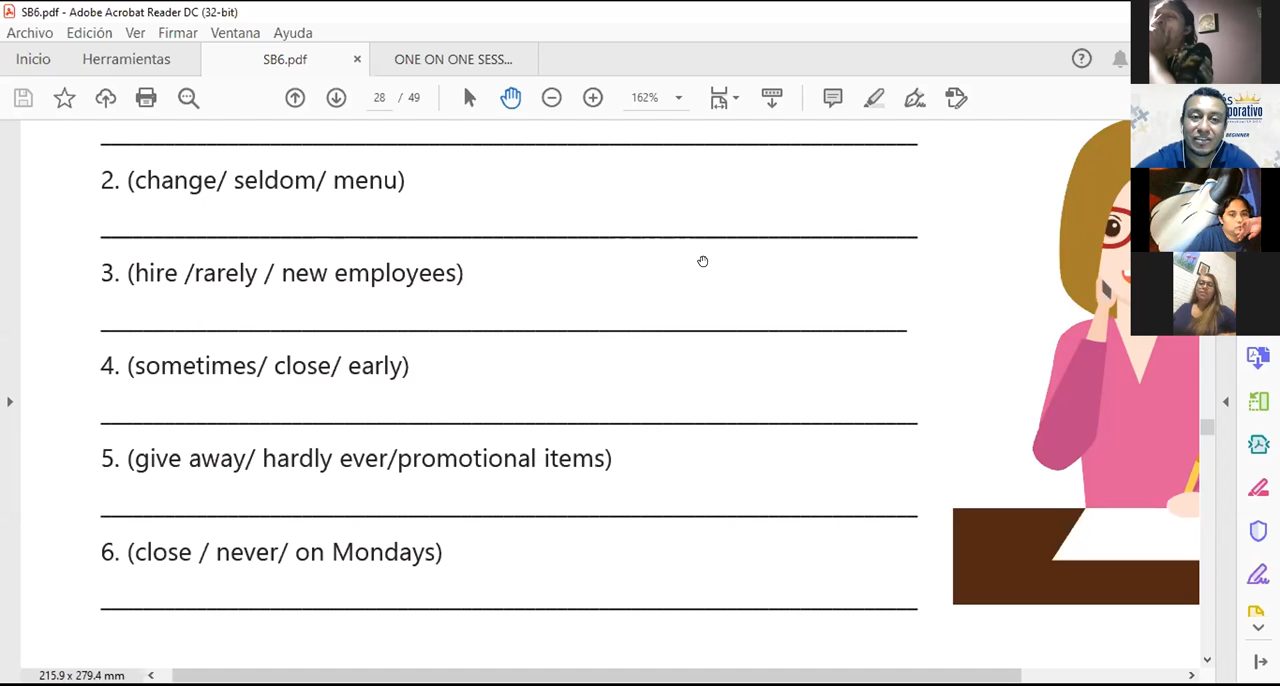 SB6.pdf - Adobe Acrobat Reader DC (32-bit)
Archivo Edición Ver Firmar Ventana Ayuda
Inicio Herramientas SB6.pdf × ONE ON ONE SESS...
28 / 49 162%
2. (change/ seldom/ menu)
3. (hire /rarely / new employees)
4. (sometimes/ close/ early)
5. (give away/ hardly ever/promotional items)
6. (close / never/ on Mondays)
215.9 x 279.4 mm
BEGINNER